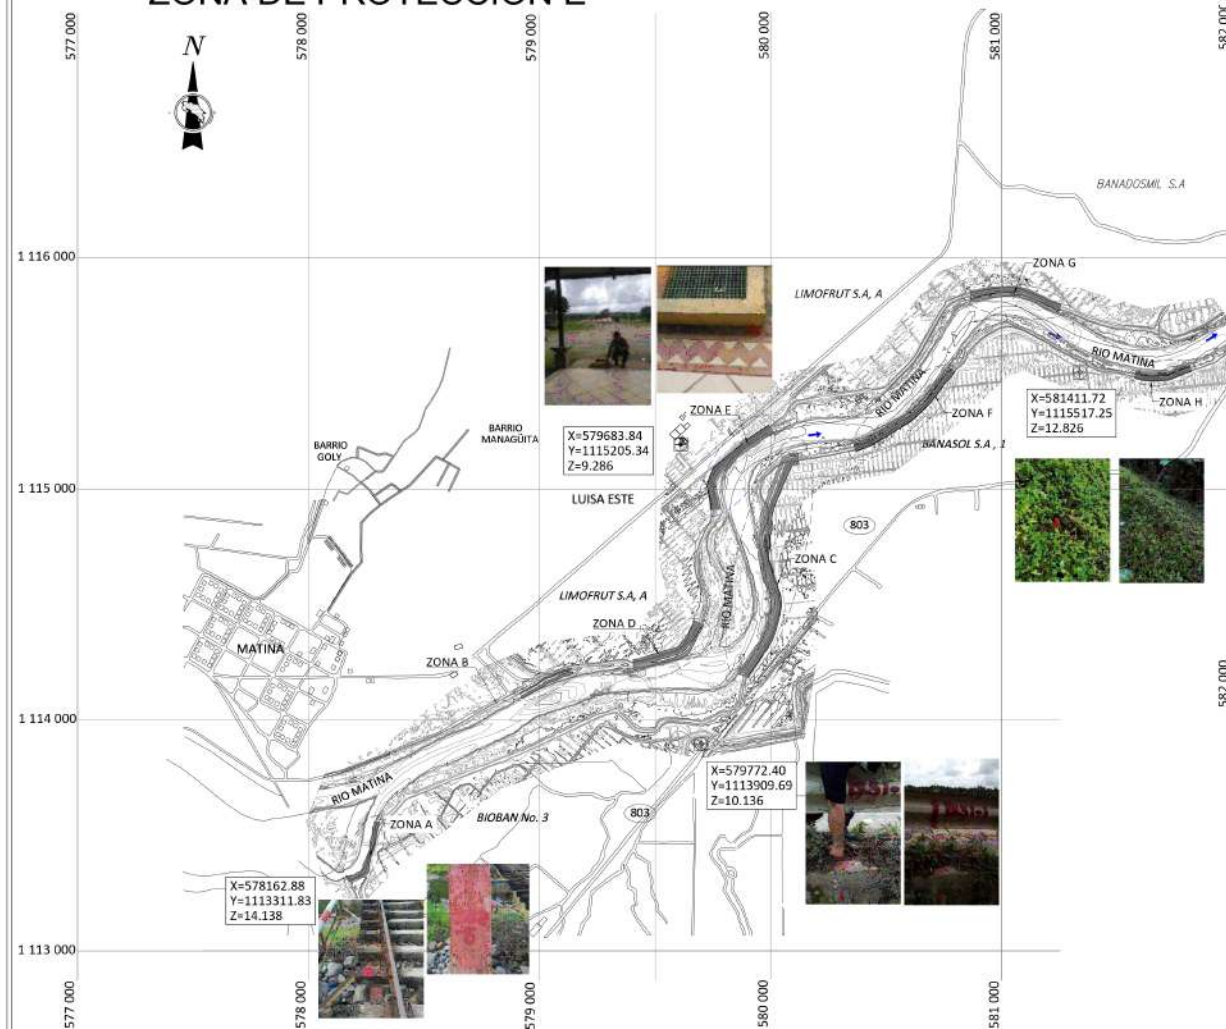 ZONA DE PROTECCIÓN E
577 000
578 000
579 000
580 000
581 000
582 000
N
BANADOSMIL S.A
1 116 000
ZONA G
LIMOFRUT S.A, A
RIO MATINA
RIO MATINA
ZONA H
ZONA F
X=581411.72
Y=1115517.25
Z=12.826
ZONA E
X=579683.84
Y=1115205.34
Z=9.286
BARRIO
MANAGÜITA
BARRIO
GOLY
BANASOL S.A, 1
1 115 000
LUISA ESTE
803
ZONA C
RIO MATINA
LIMOFRUT S.A, A
ZONA D
MATINA
ZONA B
582 000
1 114 000
X=579772.40
Y=1113909.69
Z=10.136
RIO MATINA
803
BIOBAN No. 3
ZONA A
X=578162.88
Y=1113311.83
Z=14.138
1 113 000
577 000
578 000
579 000
580 000
581 000